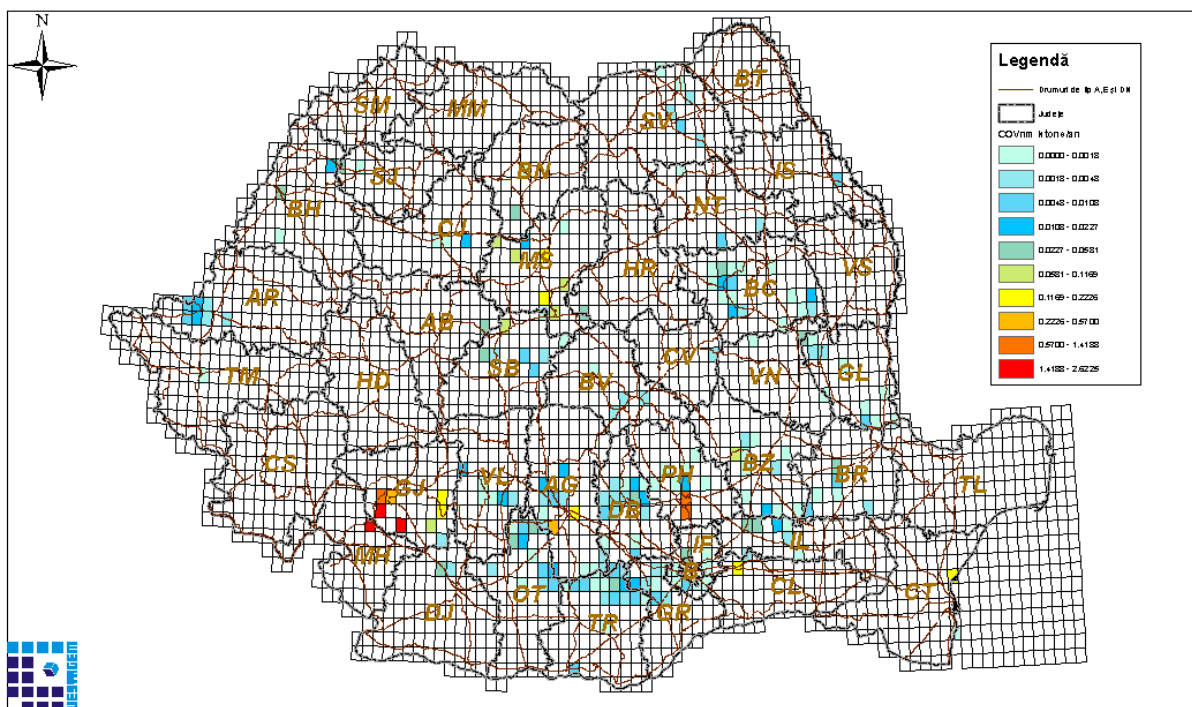 N
Legendă
Drumuri de tip A, E și DN
Județe
COVnm ktone/an
0.0000 - 0.0018
0.0018 - 0.0048
0.0048 - 0.0108
0.0108 - 0.0227
0.0227 - 0.0581
0.0581 - 0.1169
0.1169 - 0.2226
0.2226 - 0.5700
0.5700 - 1.4188
1.4188 - 2.6225
BT
SM
MM
SV
SJ
BN
IS
BH
NT
CJ
MS
HR
BC
VS
AR
AB
TM
HD
SB
BV
CV
VN
GL
CS
GJ
VL
AG
DB
PH
BZ
BR
TL
MH
IF
B
IL
DJ
OT
TR
GR
CL
CT
WESTAGEM